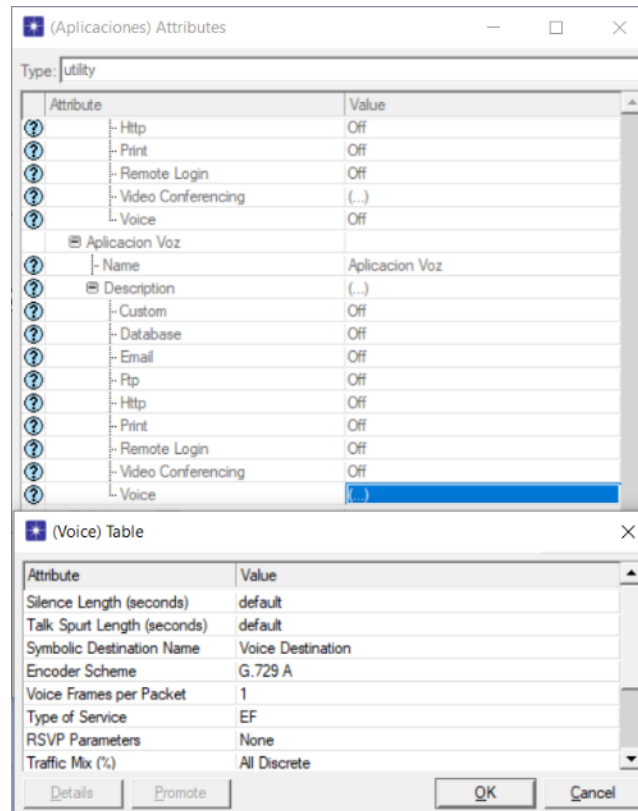 (Aplicaciones) Attributes
Type: utility
Attribute Value
Http Off
Print Off
Remote Login Off
Video Conferencing (...)
Voice Off
Aplicacion Voz
Name Aplicacion Voz
Description (...)
Custom Off
Database Off
Email Off
Ftp Off
Http Off
Print Off
Remote Login Off
Video Conferencing Off
Voice (...)
(Voice) Table
Attribute Value
Silence Length (seconds) default
Talk Spurt Length (seconds) default
Symbolic Destination Name Voice Destination
Encoder Scheme G.729 A
Voice Frames per Packet 1
Type of Service EF
RSVP Parameters None
Traffic Mix (%) All Discrete
Details Promote OK Cancel